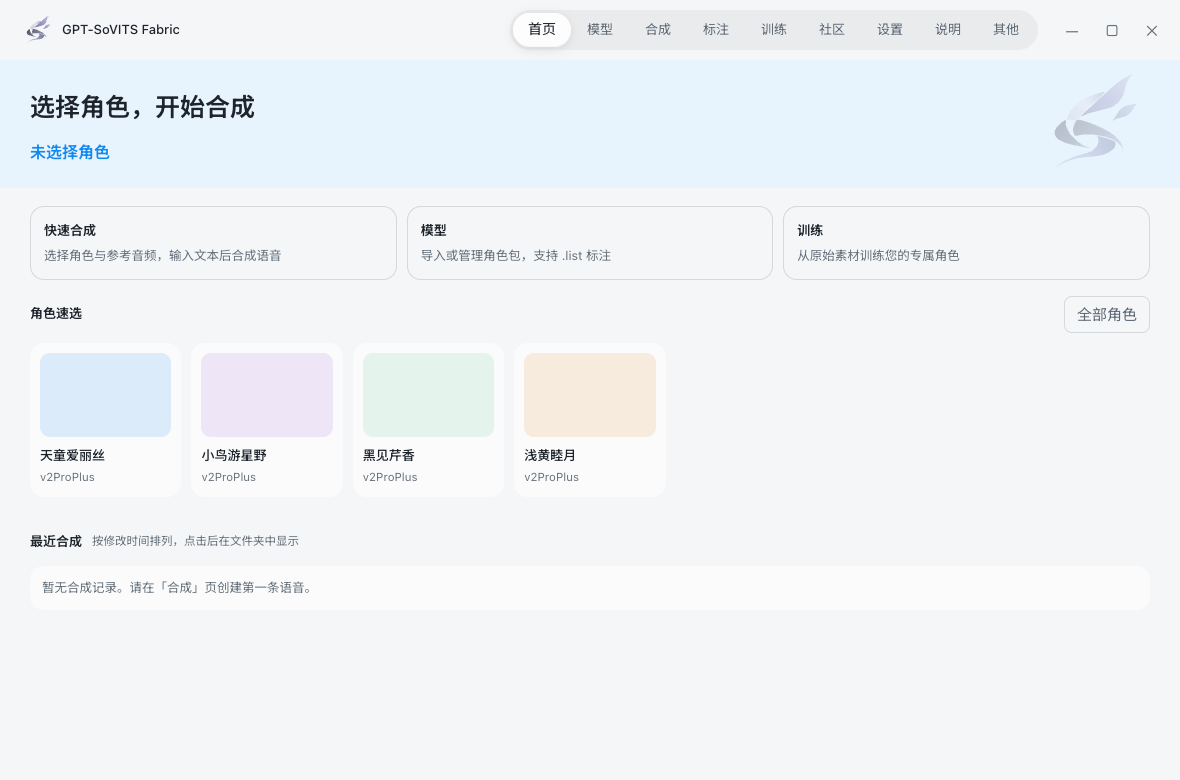 GPT-SoVITS Fabric
首页 模型 合成 标注 训练 社区 设置 说明 其他
选择角色，开始合成
未选择角色
快速合成
选择角色与参考音频，输入文本后合成语音
模型
导入或管理角色包，支持 .list 标注
训练
从原始素材训练您的专属角色
角色速选
全部角色
天童爱丽丝
v2ProPlus
小鸟游星野
v2ProPlus
黑见芹香
v2ProPlus
浅黄睦月
v2ProPlus
最近合成 按修改时间排列，点击后在文件夹中显示
暂无合成记录。请在「合成」页创建第一条语音。